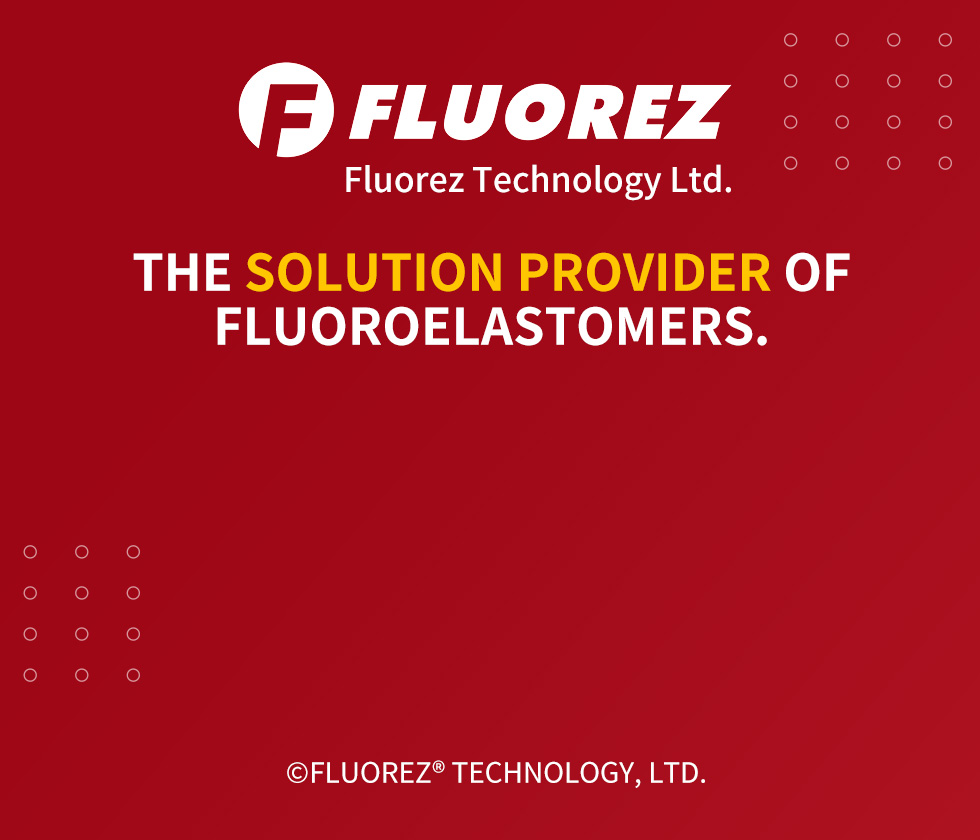 FLUOREZ
Fluorez Technology Ltd.
THE SOLUTION PROVIDER OF
FLUOROELASTOMERS.
©FLUOREZ® TECHNOLOGY, LTD.